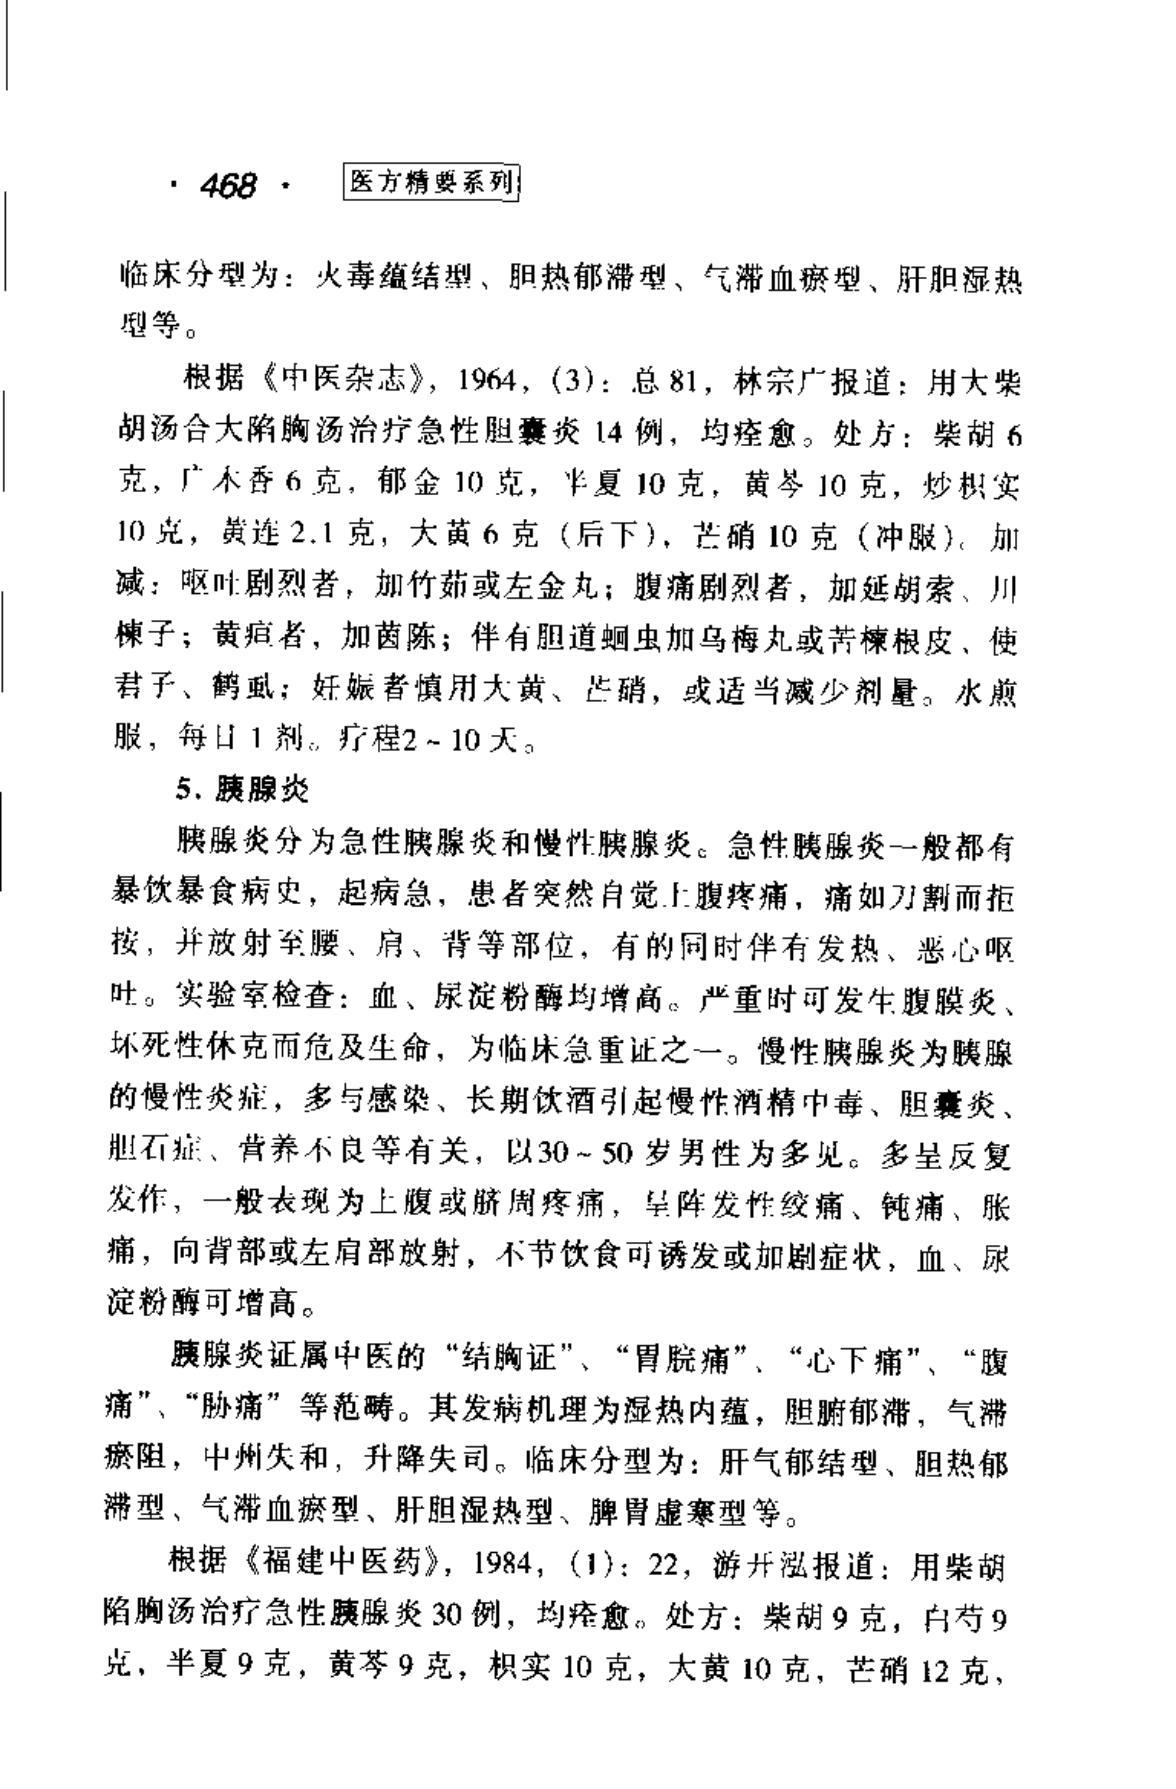 · 468 · 医方精要系列
临床分型为：火毒蕴结型、胆热郁滞型、气滞血瘀型、肝胆湿热
型等。
根据《中医杂志》，1964，（3）：总 81，林宗广报道：用大柴
胡汤合大陷胸汤治疗急性胆囊炎 14 例，均痊愈。处方：柴胡 6
克，广木香 6 克，郁金 10 克，半夏 10 克，黄芩 10 克，炒枳实
10 克，黄连 2.1 克，大黄 6 克（后下），芒硝 10 克（冲服）。加
减：呕吐剧烈者，加竹茹或左金丸；腹痛剧烈者，加延胡索、川
楝子；黄疸者，加茵陈；伴有胆道蛔虫加乌梅丸或苦楝根皮、使
君子、鹤虱；妊娠者慎用大黄、芒硝，或适当减少剂量。水煎
服，每日 1 剂。疗程2～10 天。
5. 胰腺炎
胰腺炎分为急性胰腺炎和慢性胰腺炎。急性胰腺炎一般都有
暴饮暴食病史，起病急，患者突然自觉上腹疼痛，痛如刀割而拒
按，并放射至腰、肩、背等部位，有的同时伴有发热、恶心呕
吐。实验室检查：血、尿淀粉酶均增高。严重时可发生腹膜炎、
坏死性休克而危及生命，为临床急重证之一。慢性胰腺炎为胰腺
的慢性炎症，多与感染、长期饮酒引起慢性酒精中毒、胆囊炎、
胆石症、营养不良等有关，以30～50 岁男性为多见。多呈反复
发作，一般表现为上腹或脐周疼痛，呈阵发性绞痛、钝痛、胀
痛，向背部或左肩部放射，不节饮食可诱发或加剧症状，血、尿
淀粉酶可增高。
胰腺炎证属中医的“结胸证”、“胃脘痛”、“心下痛”、“腹
痛”、“胁痛”等范畴。其发病机理为湿热内蕴，胆腑郁滞，气滞
瘀阻，中州失和，升降失司。临床分型为：肝气郁结型、胆热郁
滞型、气滞血瘀型、肝胆湿热型、脾胃虚寒型等。
根据《福建中医药》，1984，（1）：22，游开泓报道：用柴胡
陷胸汤治疗急性胰腺炎 30 例，均痊愈。处方：柴胡 9 克，白芍 9
克，半夏 9 克，黄芩 9 克，枳实 10 克，大黄 10 克，芒硝 12 克，